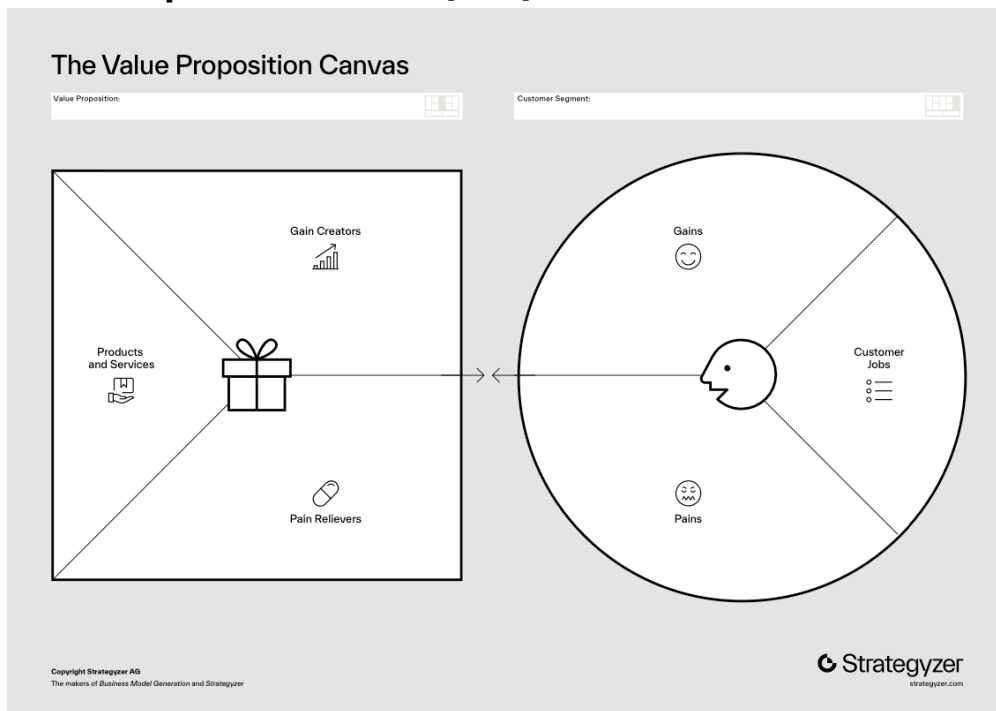 The Value Proposition Canvas
Value Proposition:
Customer Segment:
Gain Creators
Gains
Products
and Services
Customer
Jobs
Pain Relievers
Pains
Copyright Strategyzer AG
The makers of Business Model Generation and Strategyzer
Strategyzer
strategyzer.com